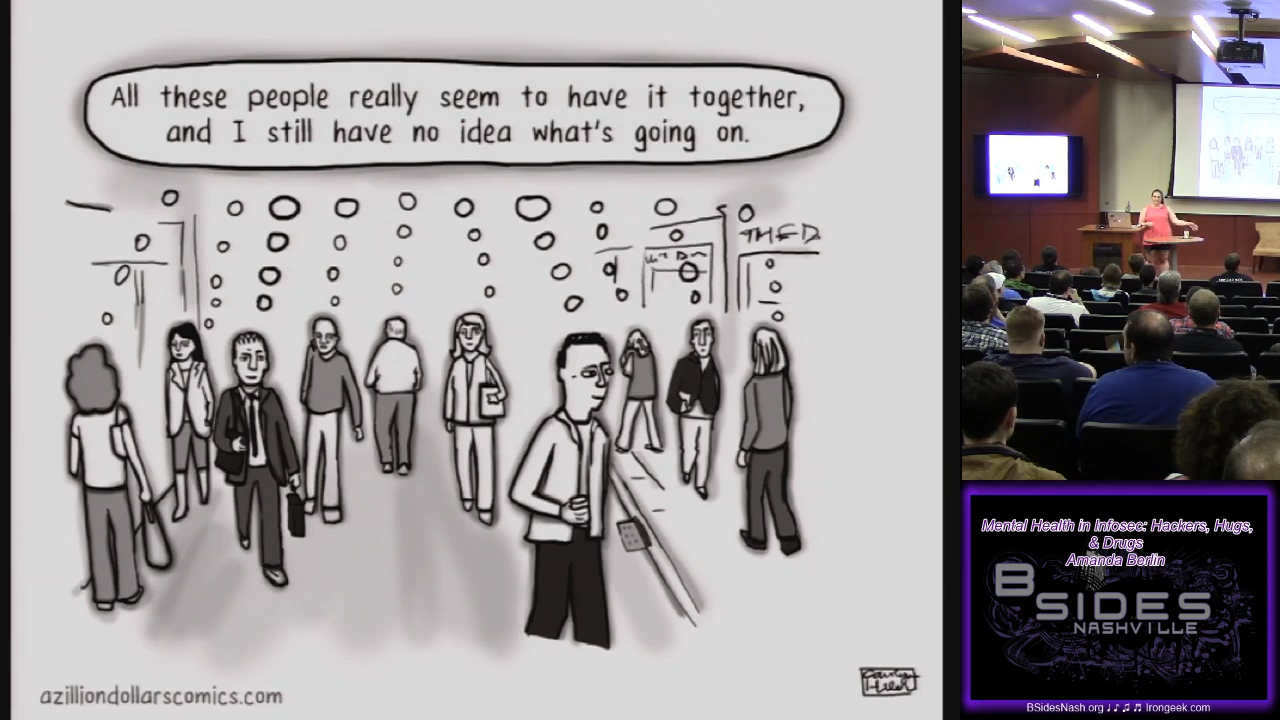 All these people really seem to have it together,
and I still have no idea what's going on.
THED
azilliondollarscomics.com
Mental Health in Infosec: Hackers, Hugs,
& Drugs
Amanda Berlin
BSIDES
NASHVILLE
BSidesNash.org ♩ ♪ ♫ ♬ Irongeek.com